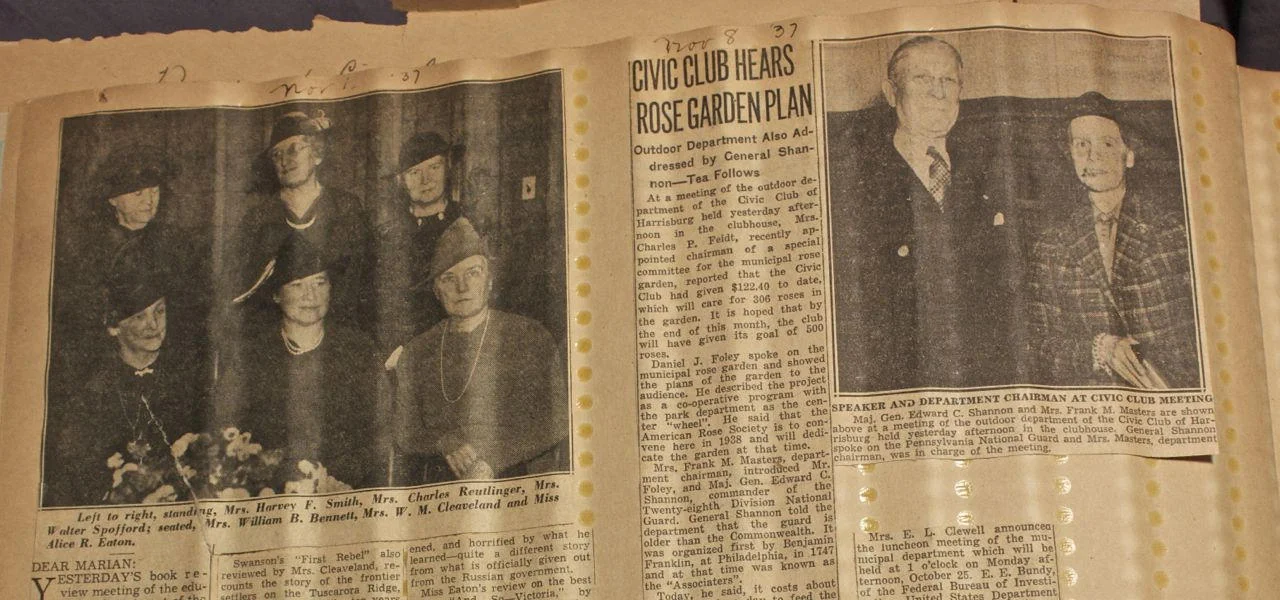 Nov 8 37
37
Left to right, standing, Mrs. Harvey F. Smith, Mrs. Charles Reutlinger, Mrs.
Walter Spofford; seated, Mrs. William B. Bennett, Mrs. W. M. Cleaveland and Miss
Alice R. Eaton.
DEAR MARIAN:
YESTERDAY'S book re-
view meeting of the edu-
Swanson's "First Rebel" also
reviewed by Mrs. Cleaveland, re-
counts the story of the frontier
settlers on the Tuscarora Ridge,
ened, and horrified by what he
learned—quite a different story
from what is officially given out
from the Russian government.
Miss Eaton's review on the best
by
CIVIC CLUB HEARS
ROSE GARDEN PLAN
Outdoor Department Also Ad-
dressed by General Shan-
non—Tea Follows
At a meeting of the outdoor de-
partment of the Civic Club of
Harrisburg held yesterday after-
noon in the clubhouse, Mrs.
Charles P. Feidt, recently ap-
pointed chairman of a special
committee for the municipal rose
garden, reported that the Civic
Club had given $122.40 to date,
which will care for 306 roses in
the garden. It is hoped that by
the end of this month, the club
will have given its goal of 500
roses.
Daniel J. Foley spoke on the
municipal rose garden and showed
the plans of the garden to the
audience. He described the project
as a co-operative program with
the park department as the cen-
ter "wheel". He said that the
American Rose Society is to con-
vene here in 1938 and will dedi-
cate the garden at that time.
Mrs. Frank M. Masters, depart-
ment chairman, introduced Mr.
Foley, and Maj. Gen. Edward C.
Shannon, commander of the
Twenty-eighth Division National
Guard. General Shannon told the
department that the guard is
older than the Commonwealth. It
was organized first by Benjamin
Franklin, at Philadelphia, in 1747
and at that time was known as
the "Associaters".
Today, he said, it costs about
day to feed the
SPEAKER AND DEPARTMENT CHAIRMAN AT CIVIC CLUB MEETING
Maj. Gen. Edward C. Shannon and Mrs. Frank M. Masters are shown
above at a meeting of the outdoor department of the Civic Club of Har-
risburg held yesterday afternoon in the clubhouse. General Shannon
spoke on the Pennsylvania National Guard and Mrs. Masters, department
chairman, was in charge of the meeting.
Mrs. E. L. Clewell announced
the luncheon meeting of the mu-
nicipal department which will be
held at 1 o'clock on Monday af-
ternoon, October 25. E. E. Bundy,
of the Federal Bureau of Investi-
United States Department